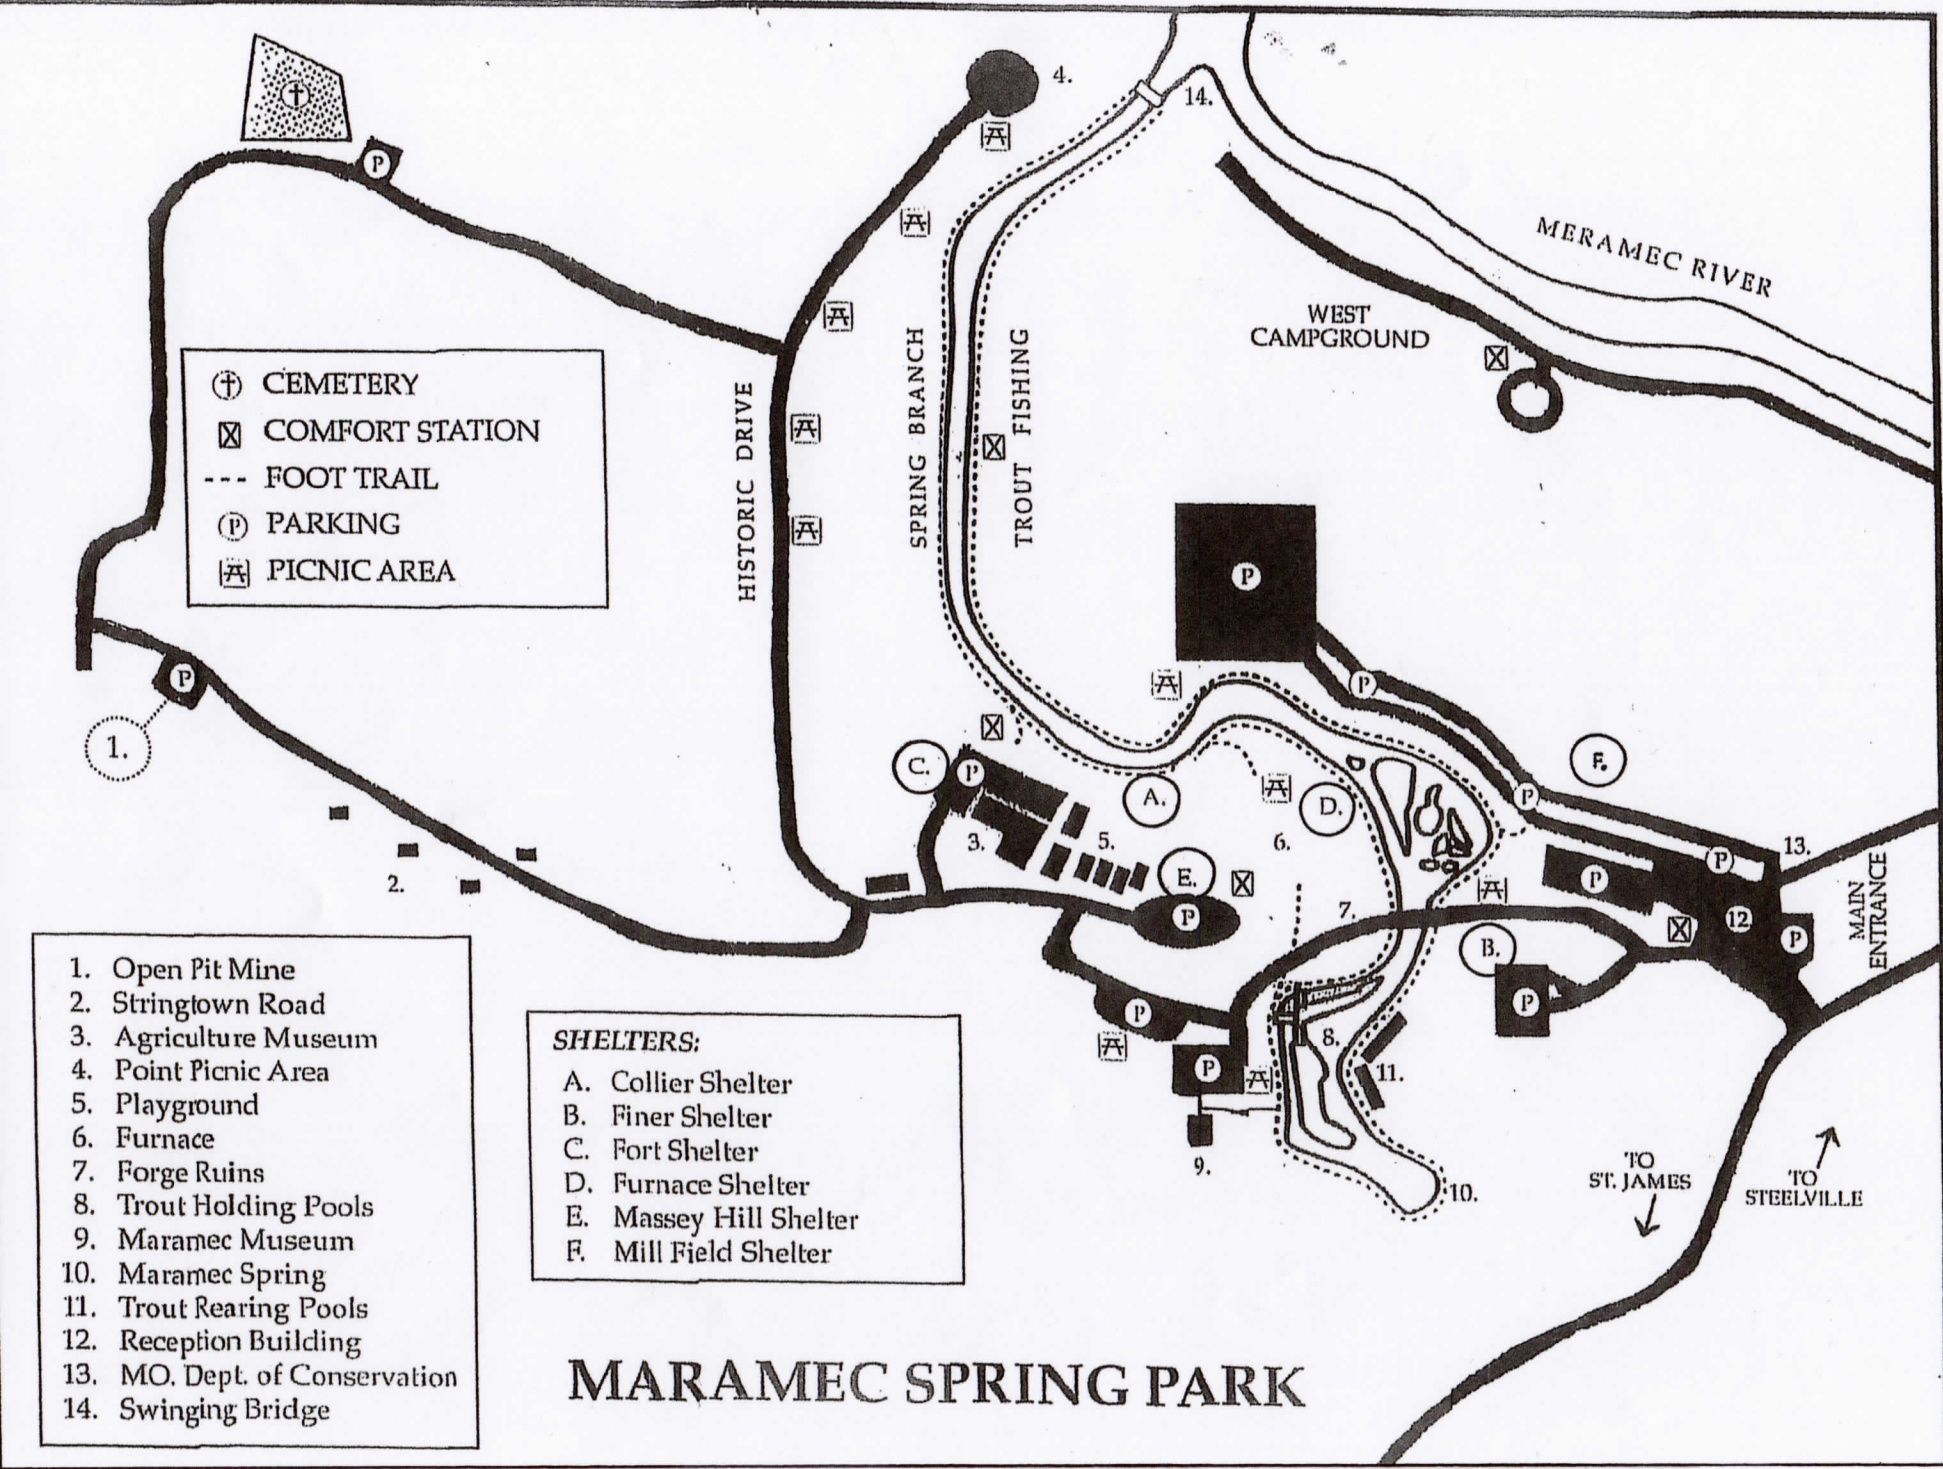 4.
14.
MERAMEC RIVER
WEST
CAMPGROUND
P
CEMETERY
COMFORT STATION
FOOT TRAIL
P PARKING
PICNIC AREA
HISTORIC DRIVE
SPRING BRANCH
TROUT FISHING
P
P
P
1.
C.
P
A.
D.
F.
P
3.
5.
6.
E.
P
7.
2.
P
P
12
P
13.
MAIN
ENTRANCE
B.
P
P
P
8.
11.
9.
10.
TO
ST. JAMES
TO
STEELVILLE
1. Open Pit Mine
2. Stringtown Road
3. Agriculture Museum
4. Point Picnic Area
5. Playground
6. Furnace
7. Forge Ruins
8. Trout Holding Pools
9. Maramec Museum
10. Maramec Spring
11. Trout Rearing Pools
12. Reception Building
13. MO. Dept. of Conservation
14. Swinging Bridge
SHELTERS:
A. Collier Shelter
B. Finer Shelter
C. Fort Shelter
D. Furnace Shelter
E. Massey Hill Shelter
F. Mill Field Shelter
MARAMEC SPRING PARK